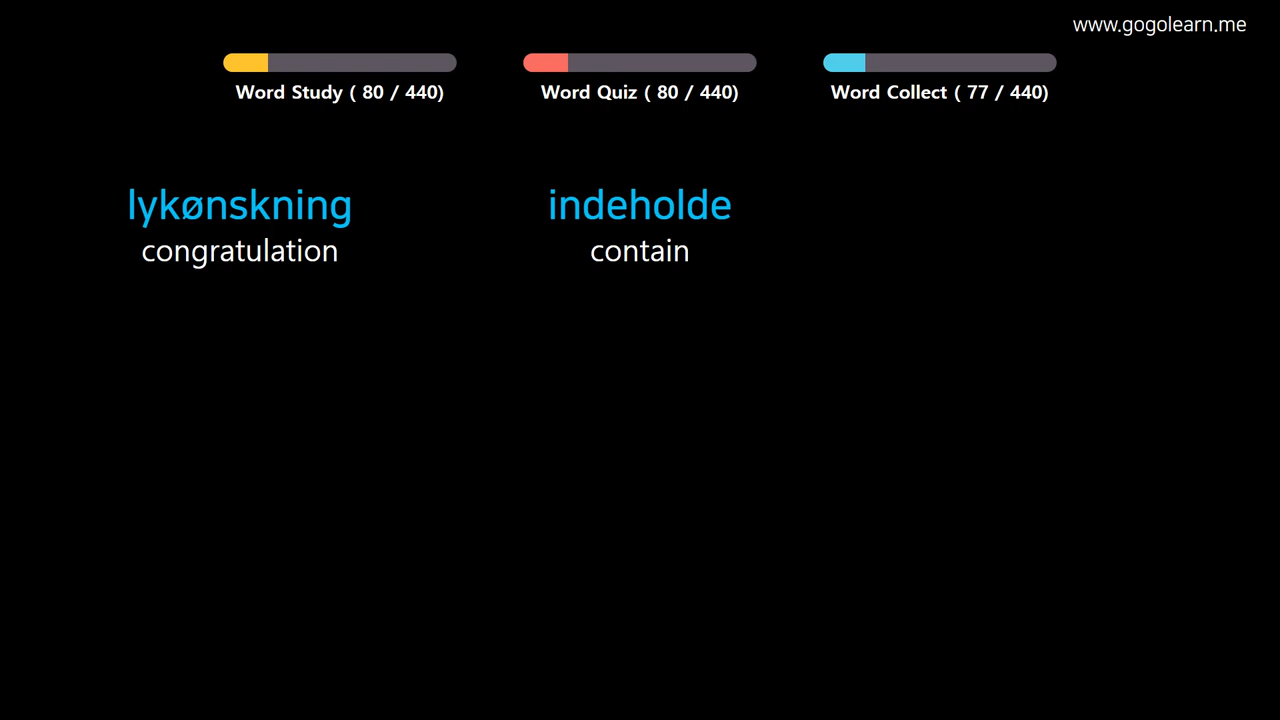 www.gogolearn.me
Word Study ( 80 / 440)
Word Quiz ( 80 / 440)
Word Collect ( 77 / 440)
lykønskning
congratulation
indeholde
contain